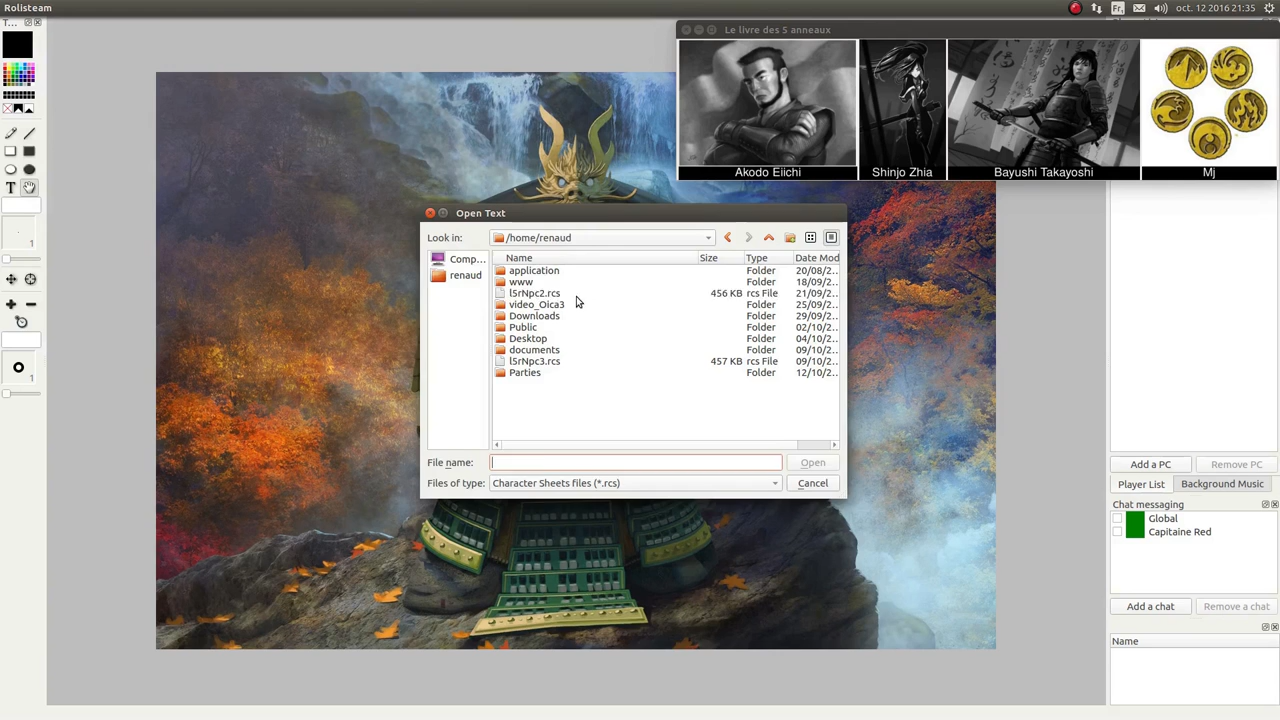 Rolisteam
Fr
oct. 12 2016 21:35
T...
Le livre des 5 anneaux
Akodo Eiichi
Shinjo Zhia
Bayushi Takayoshi
Mj
Open Text
Look in:
/home/renaud
Comp...
renaud
Name Size Type Date Mod
application Folder 20/08/2..
www Folder 18/09/2..
l5rNpc2.rcs 456 KB rcs File 21/09/2..
video_Oica3 Folder 25/09/2..
Downloads Folder 29/09/2..
Public Folder 02/10/2..
Desktop Folder 04/10/2..
documents Folder 09/10/2..
l5rNpc3.rcs 457 KB rcs File 09/10/2..
Parties Folder 12/10/2..
File name:
Open
Files of type: Character Sheets files (*.rcs)
Cancel
T
1
1
Add a PC
Remove PC
Player List
Background Music
Chat messaging
Global
Capitaine Red
Add a chat
Remove a chat
Name